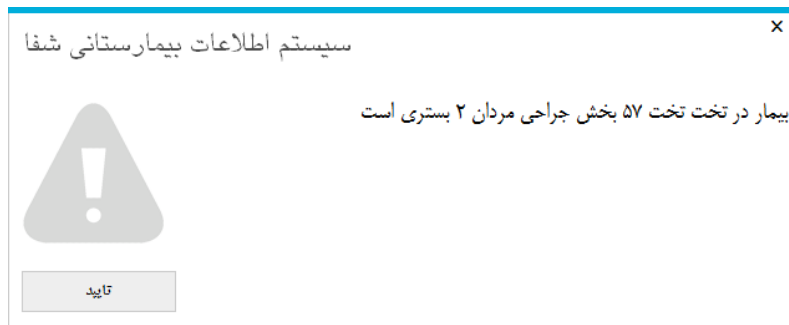 سیستم اطلاعات بیمارستانی شفا
×
بیمار در تخت تخت ۵۷ بخش جراحی مردان ۲ بستری است
تایید